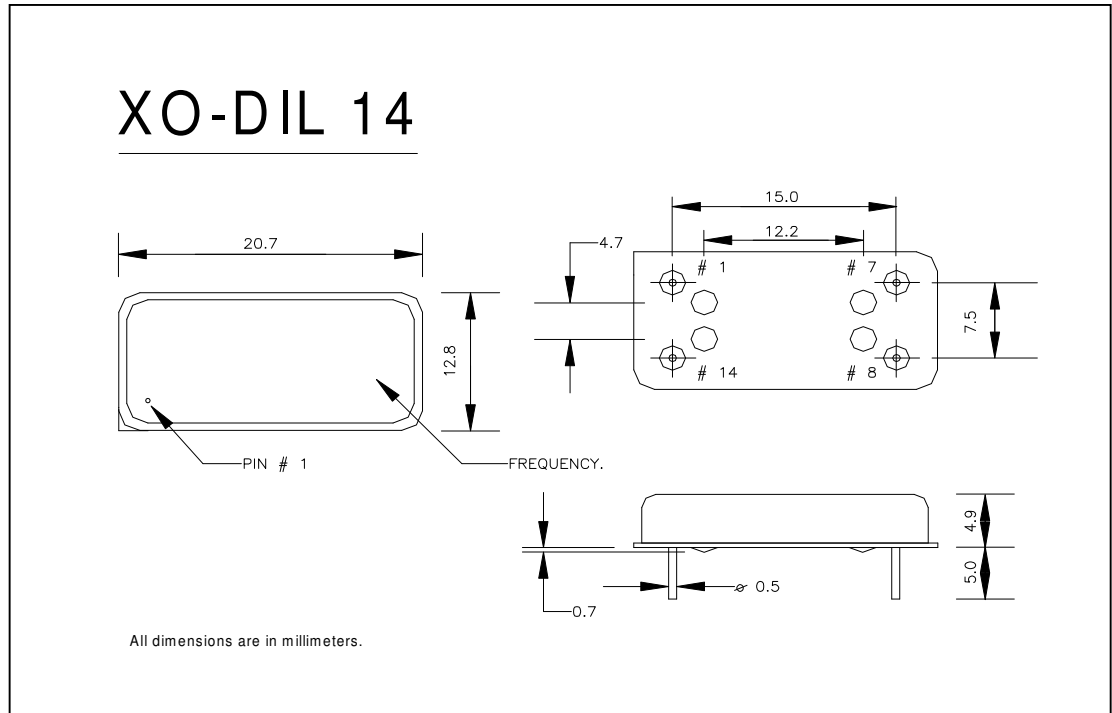 XO-DIL 14
20.7
12.8
PIN # 1
FREQUENCY.
15.0
12.2
4.7
# 1
# 7
7.5
# 14
# 8
4.9
5.0
ø 0.5
0.7
All dimensions are in millimeters.